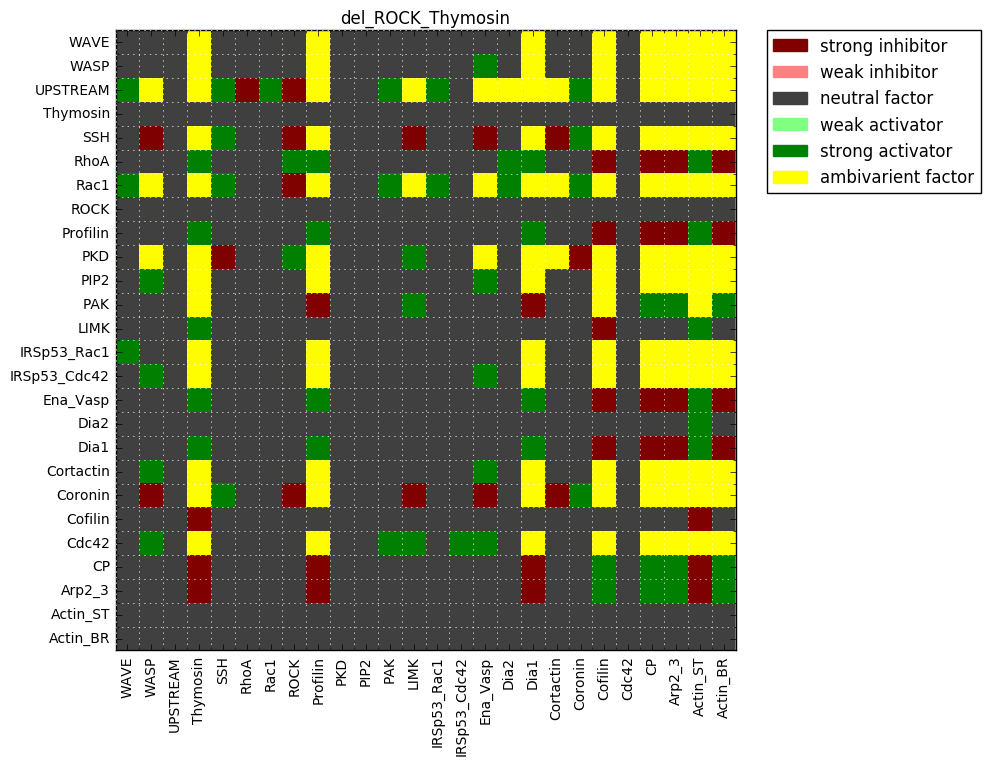 del_ROCK_Thymosin
WAVE
WASP
UPSTREAM
Thymosin
SSH
RhoA
Rac1
ROCK
Profilin
PKD
PIP2
PAK
LIMK
IRSp53_Rac1
IRSp53_Cdc42
Ena_Vasp
Dia2
Dia1
Cortactin
Coronin
Cofilin
Cdc42
CP
Arp2_3
Actin_ST
Actin_BR
WAVE
WASP
UPSTREAM
Thymosin
SSH
RhoA
Rac1
ROCK
Profilin
PKD
PIP2
PAK
LIMK
IRSp53_Rac1
IRSp53_Cdc42
Ena_Vasp
Dia2
Dia1
Cortactin
Coronin
Cofilin
Cdc42
CP
Arp2_3
Actin_ST
Actin_BR
strong inhibitor
weak inhibitor
neutral factor
weak activator
strong activator
ambivarient factor